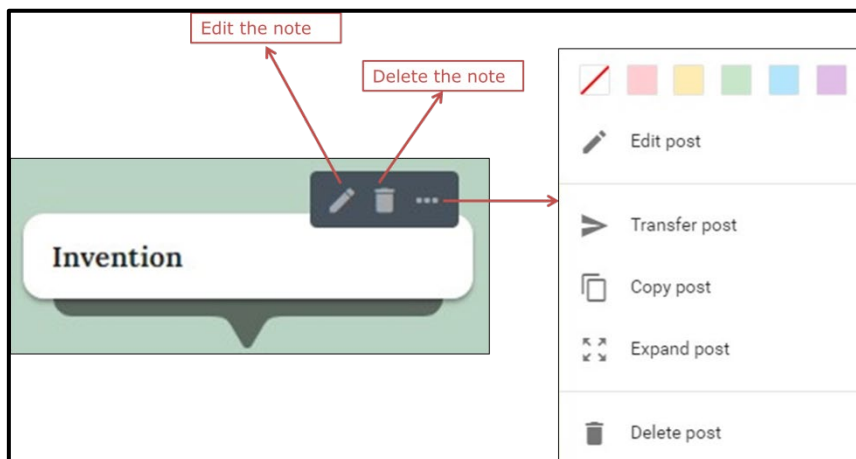 Edit the note
Delete the note
Invention
Edit post
Transfer post
Copy post
Expand post
Delete post